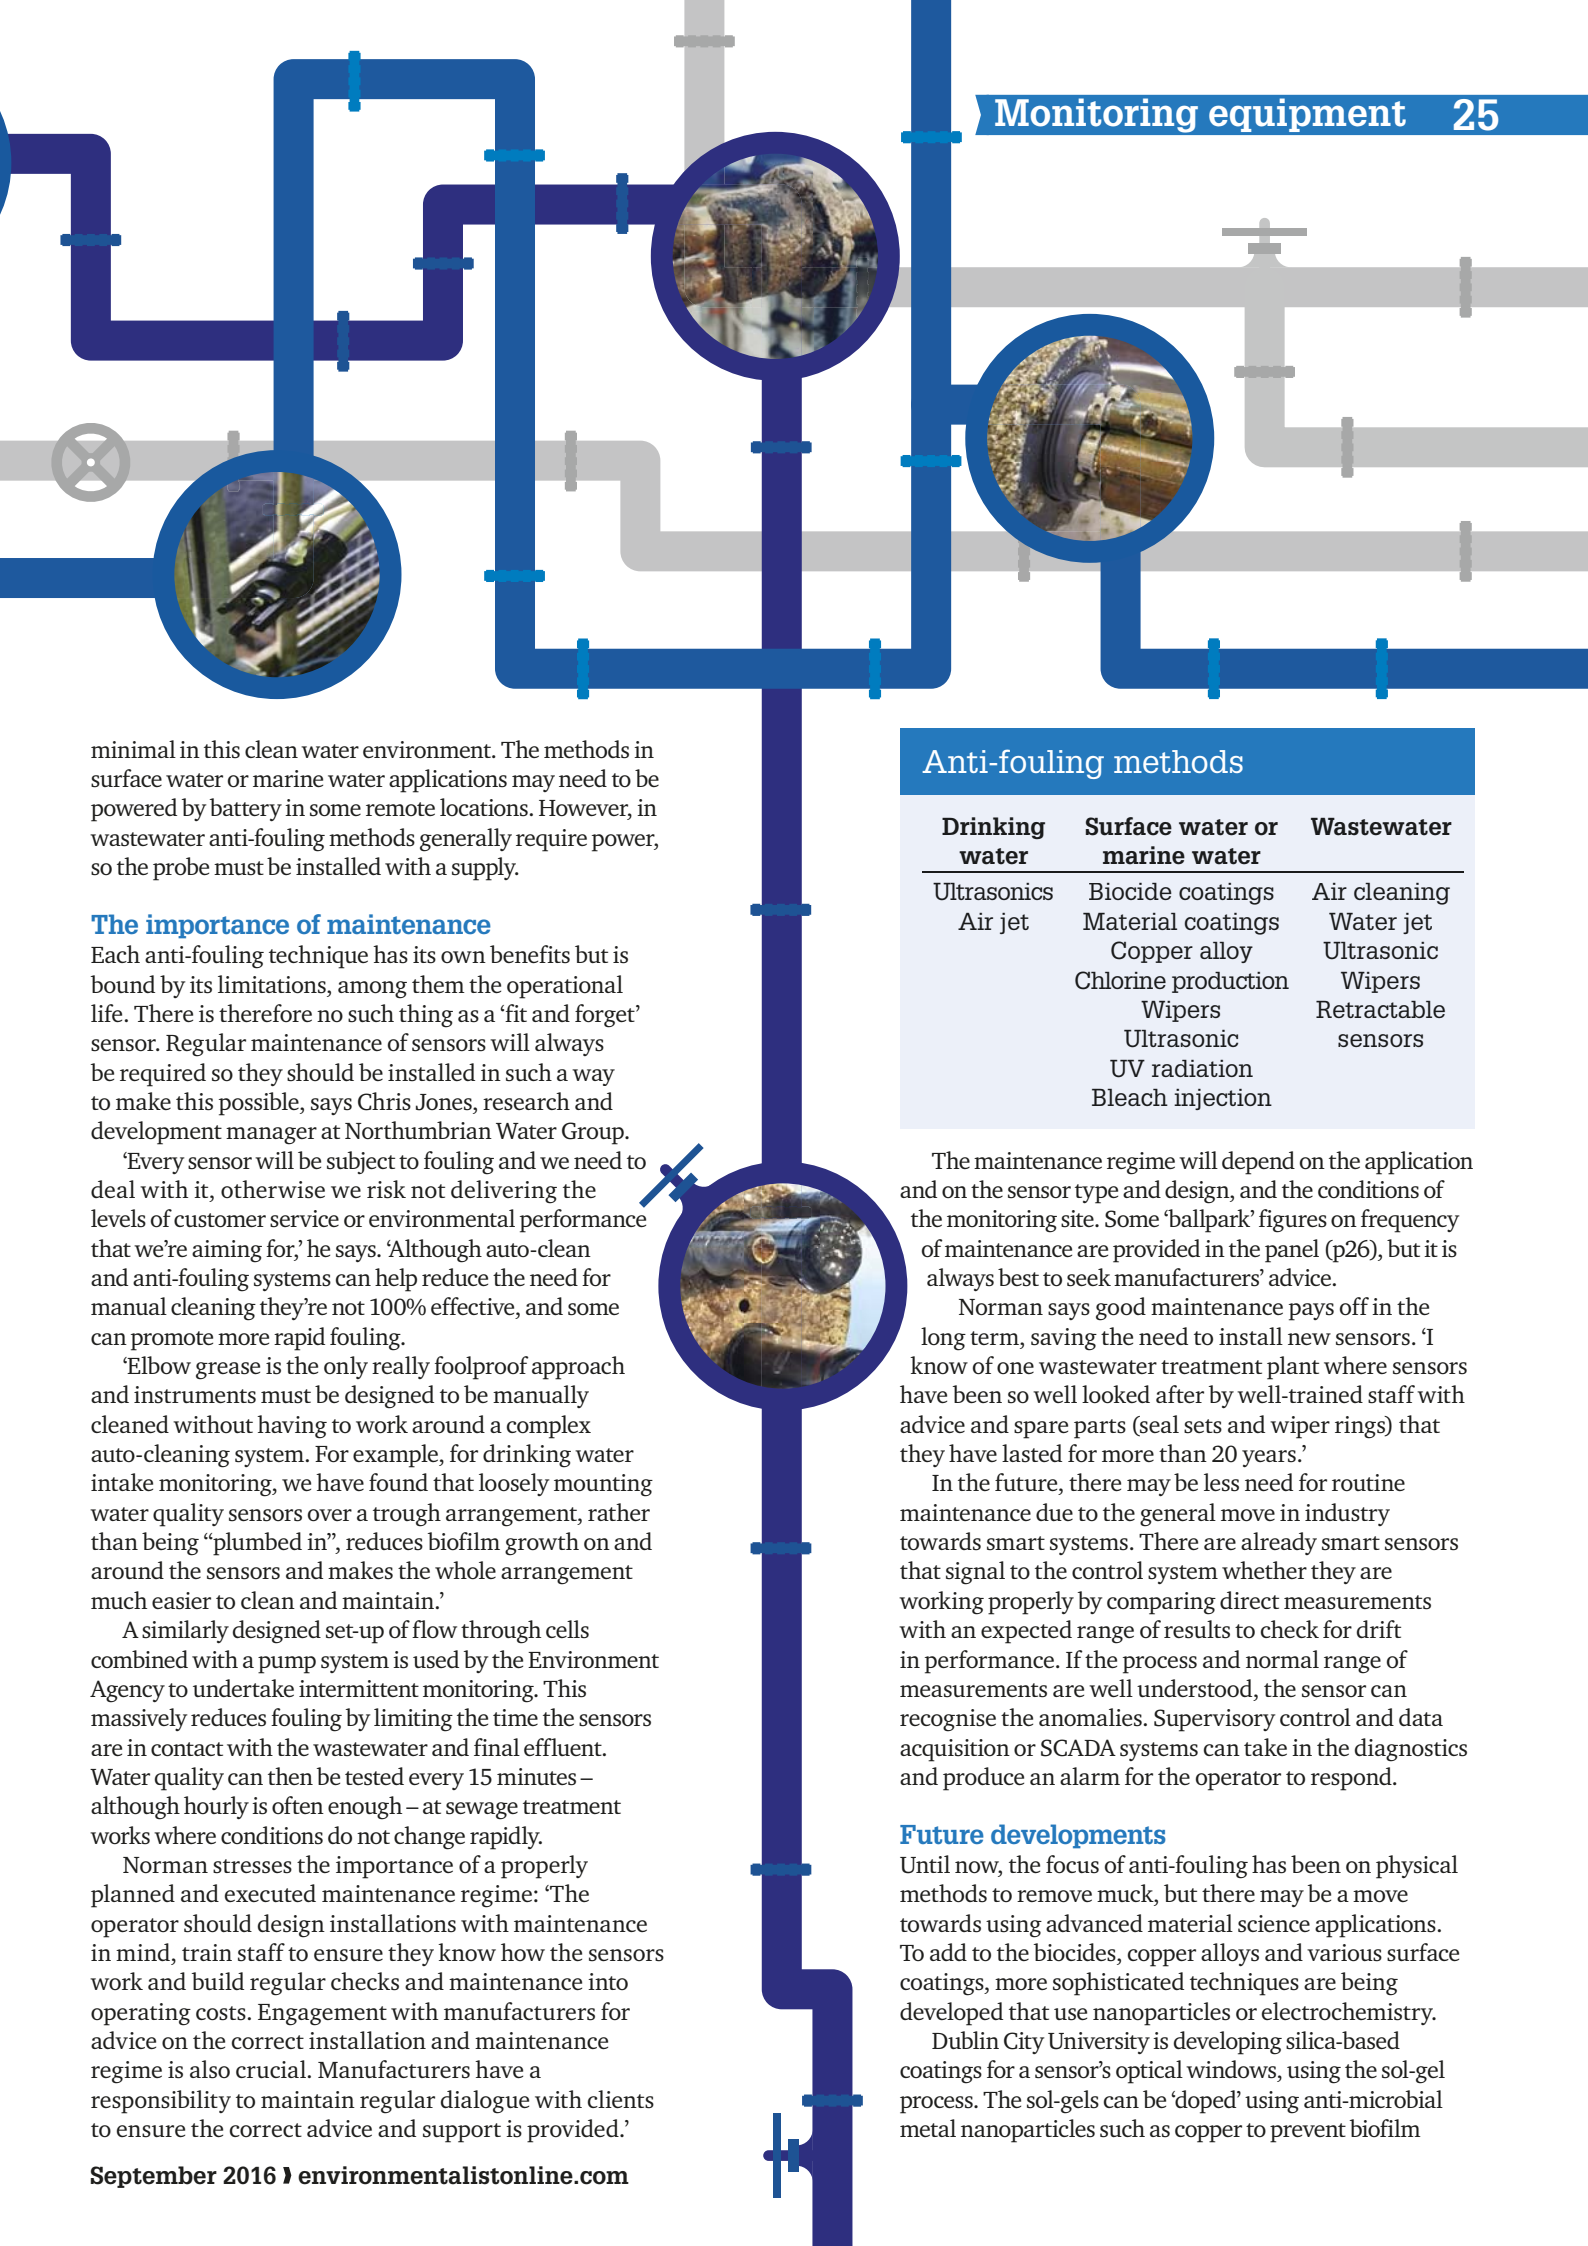 Monitoring equipment 25
minimal in this clean water environment. The methods in
surface water or marine water applications may need to be
powered by battery in some remote locations. However, in
wastewater anti-fouling methods generally require power,
so the probe must be installed with a supply.
The importance of maintenance
Each anti-fouling technique has its own benefits but is
bound by its limitations, among them the operational
life. There is therefore no such thing as a ‘fit and forget’
sensor. Regular maintenance of sensors will always
be required so they should be installed in such a way
to make this possible, says Chris Jones, research and
development manager at Northumbrian Water Group.
‘Every sensor will be subject to fouling and we need to
deal with it, otherwise we risk not delivering the
levels of customer service or environmental performance
that we’re aiming for,’ he says. ‘Although auto-clean
and anti-fouling systems can help reduce the need for
manual cleaning they’re not 100% effective, and some
can promote more rapid fouling.
‘Elbow grease is the only really foolproof approach
and instruments must be designed to be manually
cleaned without having to work around a complex
auto-cleaning system. For example, for drinking water
intake monitoring, we have found that loosely mounting
water quality sensors over a trough arrangement, rather
than being “plumbed in”, reduces biofilm growth on and
around the sensors and makes the whole arrangement
much easier to clean and maintain.’
A similarly designed set-up of flow through cells
combined with a pump system is used by the Environment
Agency to undertake intermittent monitoring. This
massively reduces fouling by limiting the time the sensors
are in contact with the wastewater and final effluent.
Water quality can then be tested every 15 minutes –
although hourly is often enough – at sewage treatment
works where conditions do not change rapidly.
Norman stresses the importance of a properly
planned and executed maintenance regime: ‘The
operator should design installations with maintenance
in mind, train staff to ensure they know how the sensors
work and build regular checks and maintenance into
operating costs. Engagement with manufacturers for
advice on the correct installation and maintenance
regime is also crucial. Manufacturers have a
responsibility to maintain regular dialogue with clients
to ensure the correct advice and support is provided.’
Anti-fouling methods
Drinking water
Surface water or marine water
Wastewater
Ultrasonics Biocide coatings Air cleaning
Air jet Material coatings Water jet
Copper alloy Ultrasonic
Chlorine production Wipers
Wipers Retractable
Ultrasonic sensors
UV radiation
Bleach injection
The maintenance regime will depend on the application
and on the sensor type and design, and the conditions of
the monitoring site. Some ‘ballpark’ figures on frequency
of maintenance are provided in the panel (p26), but it is
always best to seek manufacturers’ advice.
Norman says good maintenance pays off in the
long term, saving the need to install new sensors. ‘I
know of one wastewater treatment plant where sensors
have been so well looked after by well-trained staff with
advice and spare parts (seal sets and wiper rings) that
they have lasted for more than 20 years.’
In the future, there may be less need for routine
maintenance due to the general move in industry
towards smart systems. There are already smart sensors
that signal to the control system whether they are
working properly by comparing direct measurements
with an expected range of results to check for drift
in performance. If the process and normal range of
measurements are well understood, the sensor can
recognise the anomalies. Supervisory control and data
acquisition or SCADA systems can take in the diagnostics
and produce an alarm for the operator to respond.
Future developments
Until now, the focus of anti-fouling has been on physical
methods to remove muck, but there may be a move
towards using advanced material science applications.
To add to the biocides, copper alloys and various surface
coatings, more sophisticated techniques are being
developed that use nanoparticles or electrochemistry.
Dublin City University is developing silica-based
coatings for a sensor’s optical windows, using the sol-gel
process. The sol-gels can be ‘doped’ using anti-microbial
metal nanoparticles such as copper to prevent biofilm
September 2016 ❱ environmentalistonline.com